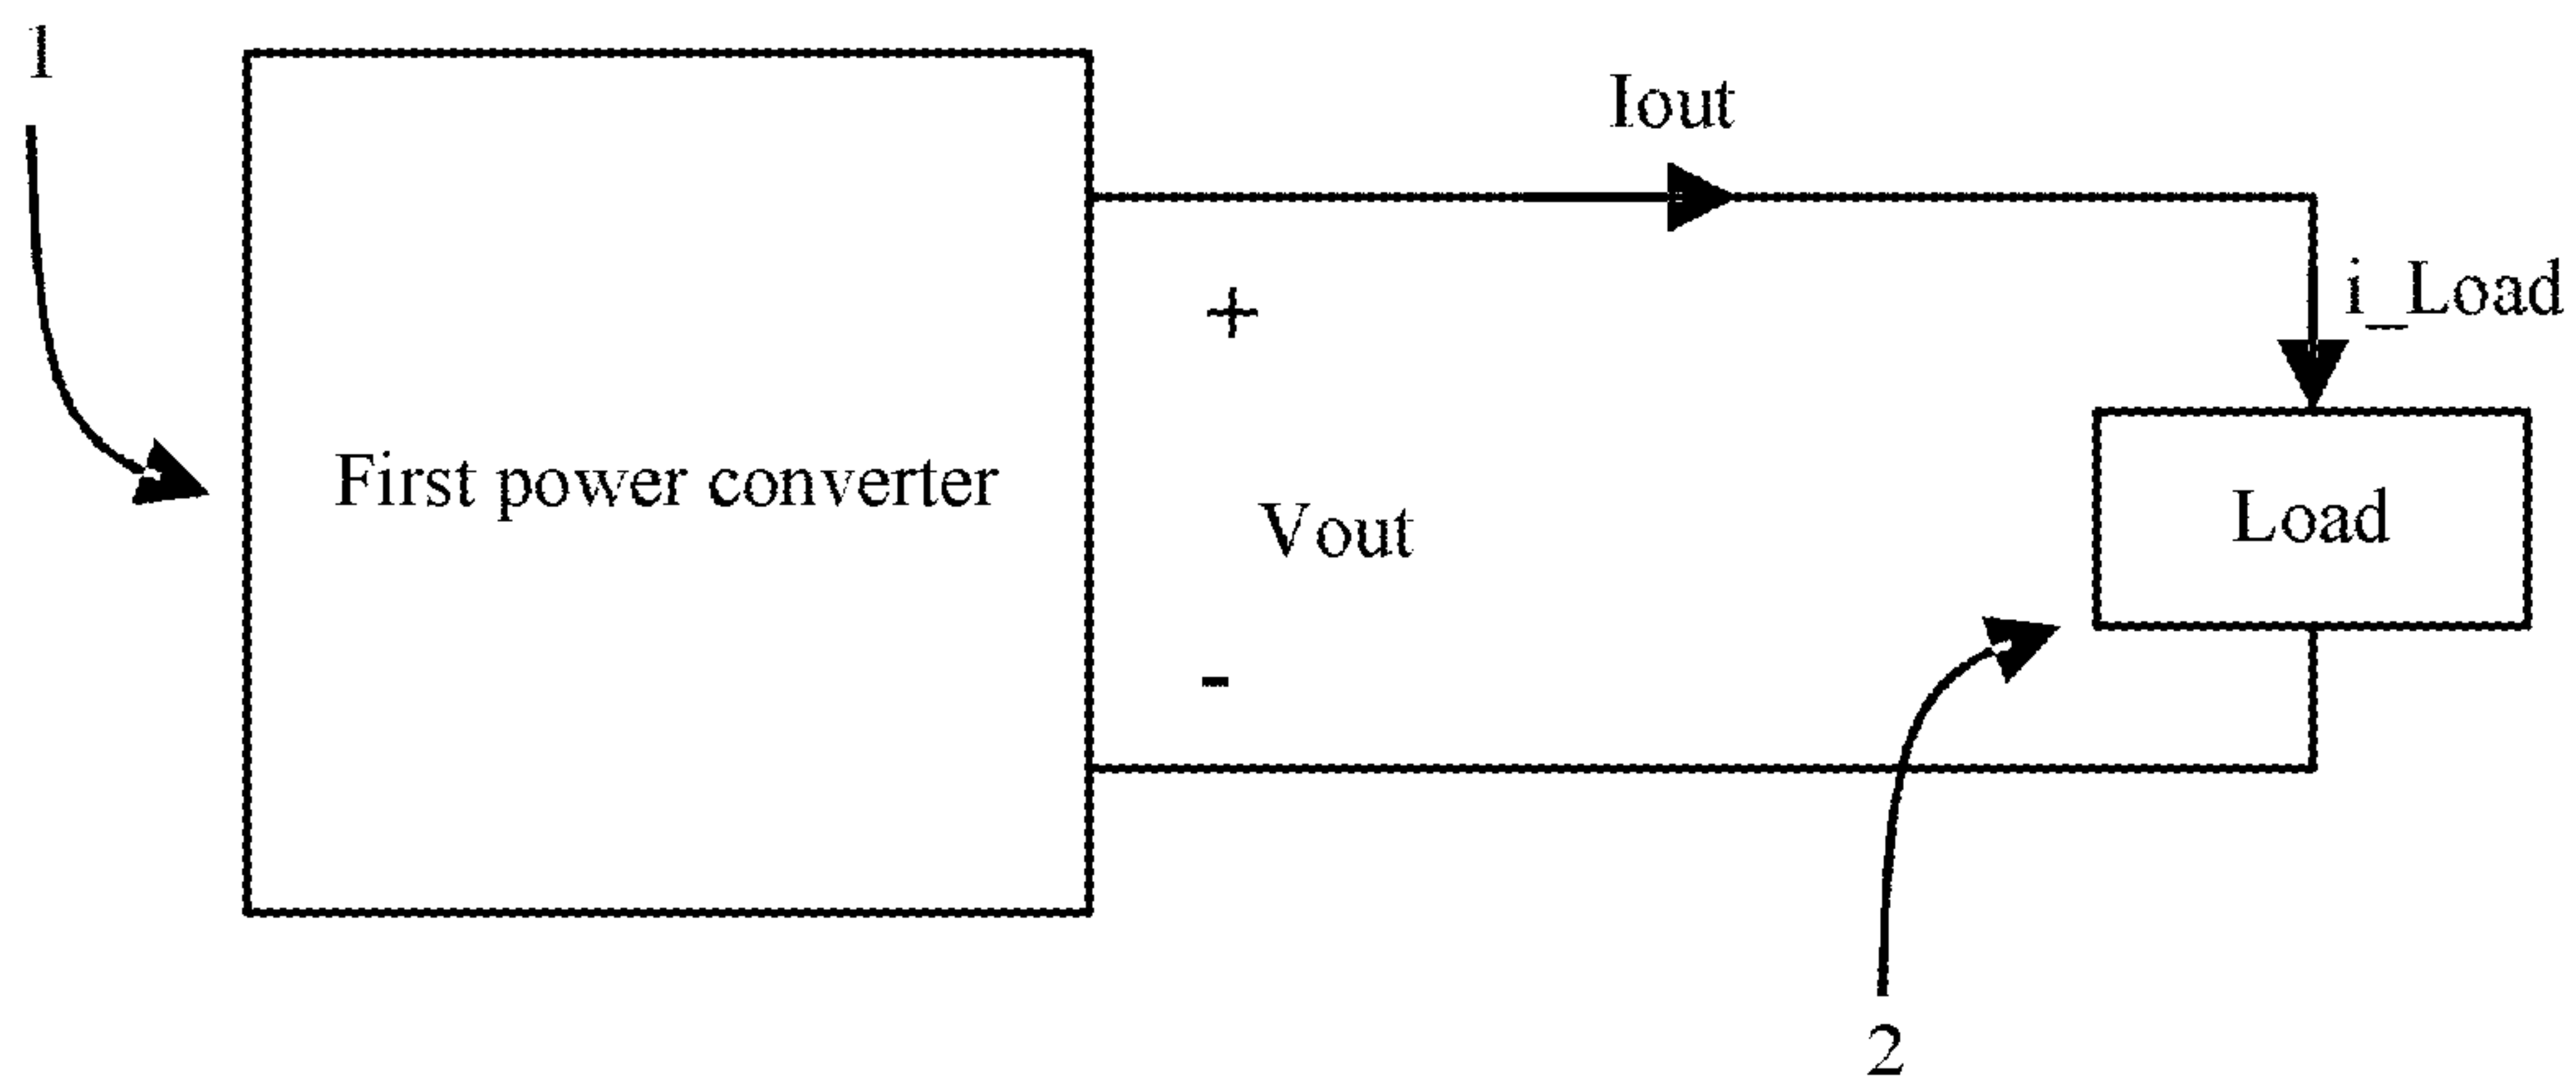 1
Iout
i_Load
+
First power converter
Vout
Load
-
2